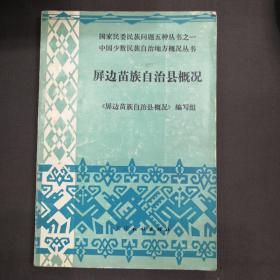 国家民委民族问题五种丛书之一
中国少数民族自治地方概况丛书
屏边苗族自治县概况
《屏边苗族自治县概况》编写组